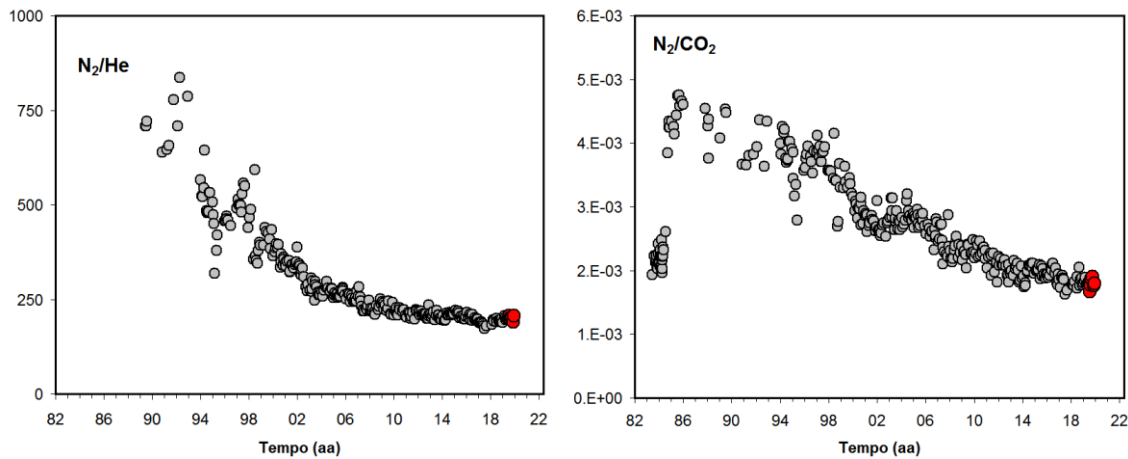 N₂/He
1000
750
500
250
0
82 86 90 94 98 02 06 10 14 18 22
Tempo (aa)
N₂/CO₂
6.E-03
5.E-03
4.E-03
3.E-03
2.E-03
1.E-03
0.E+00
82 86 90 94 98 02 06 10 14 18 22
Tempo (aa)